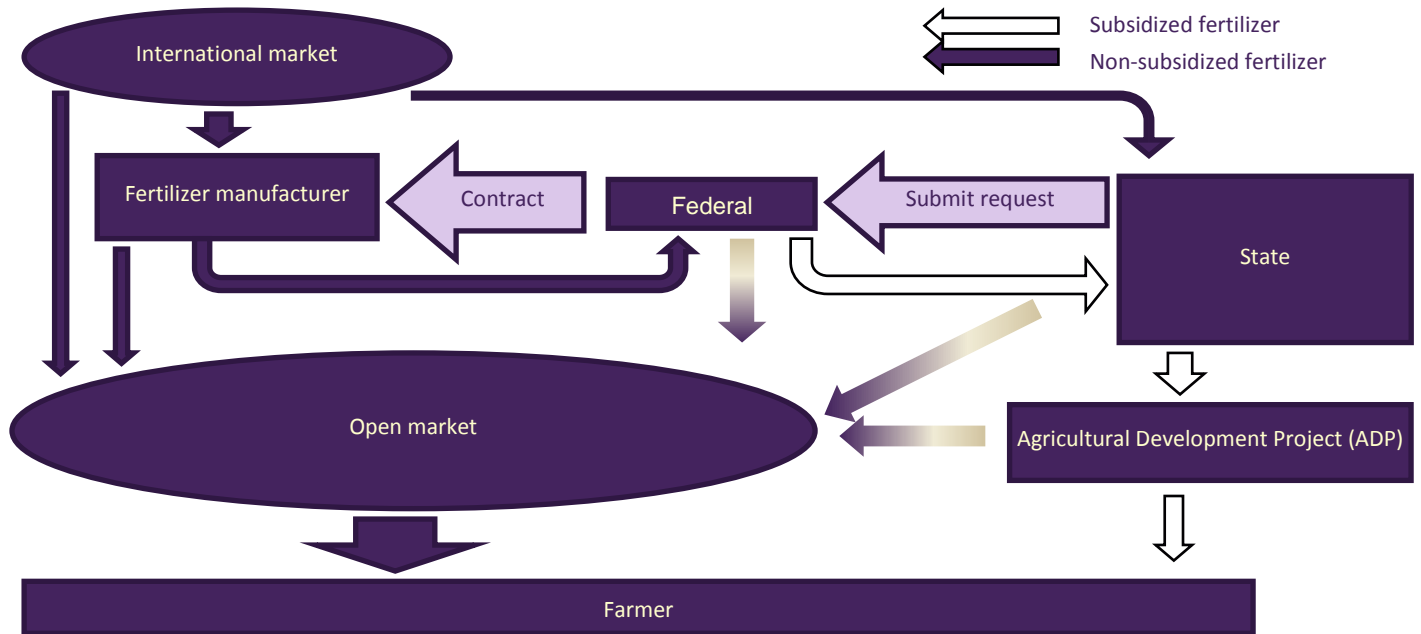 International market
Subsidized fertilizer
Non-subsidized fertilizer
Fertilizer manufacturer
Contract
Federal
Submit request
State
Open market
Agricultural Development Project (ADP)
Farmer